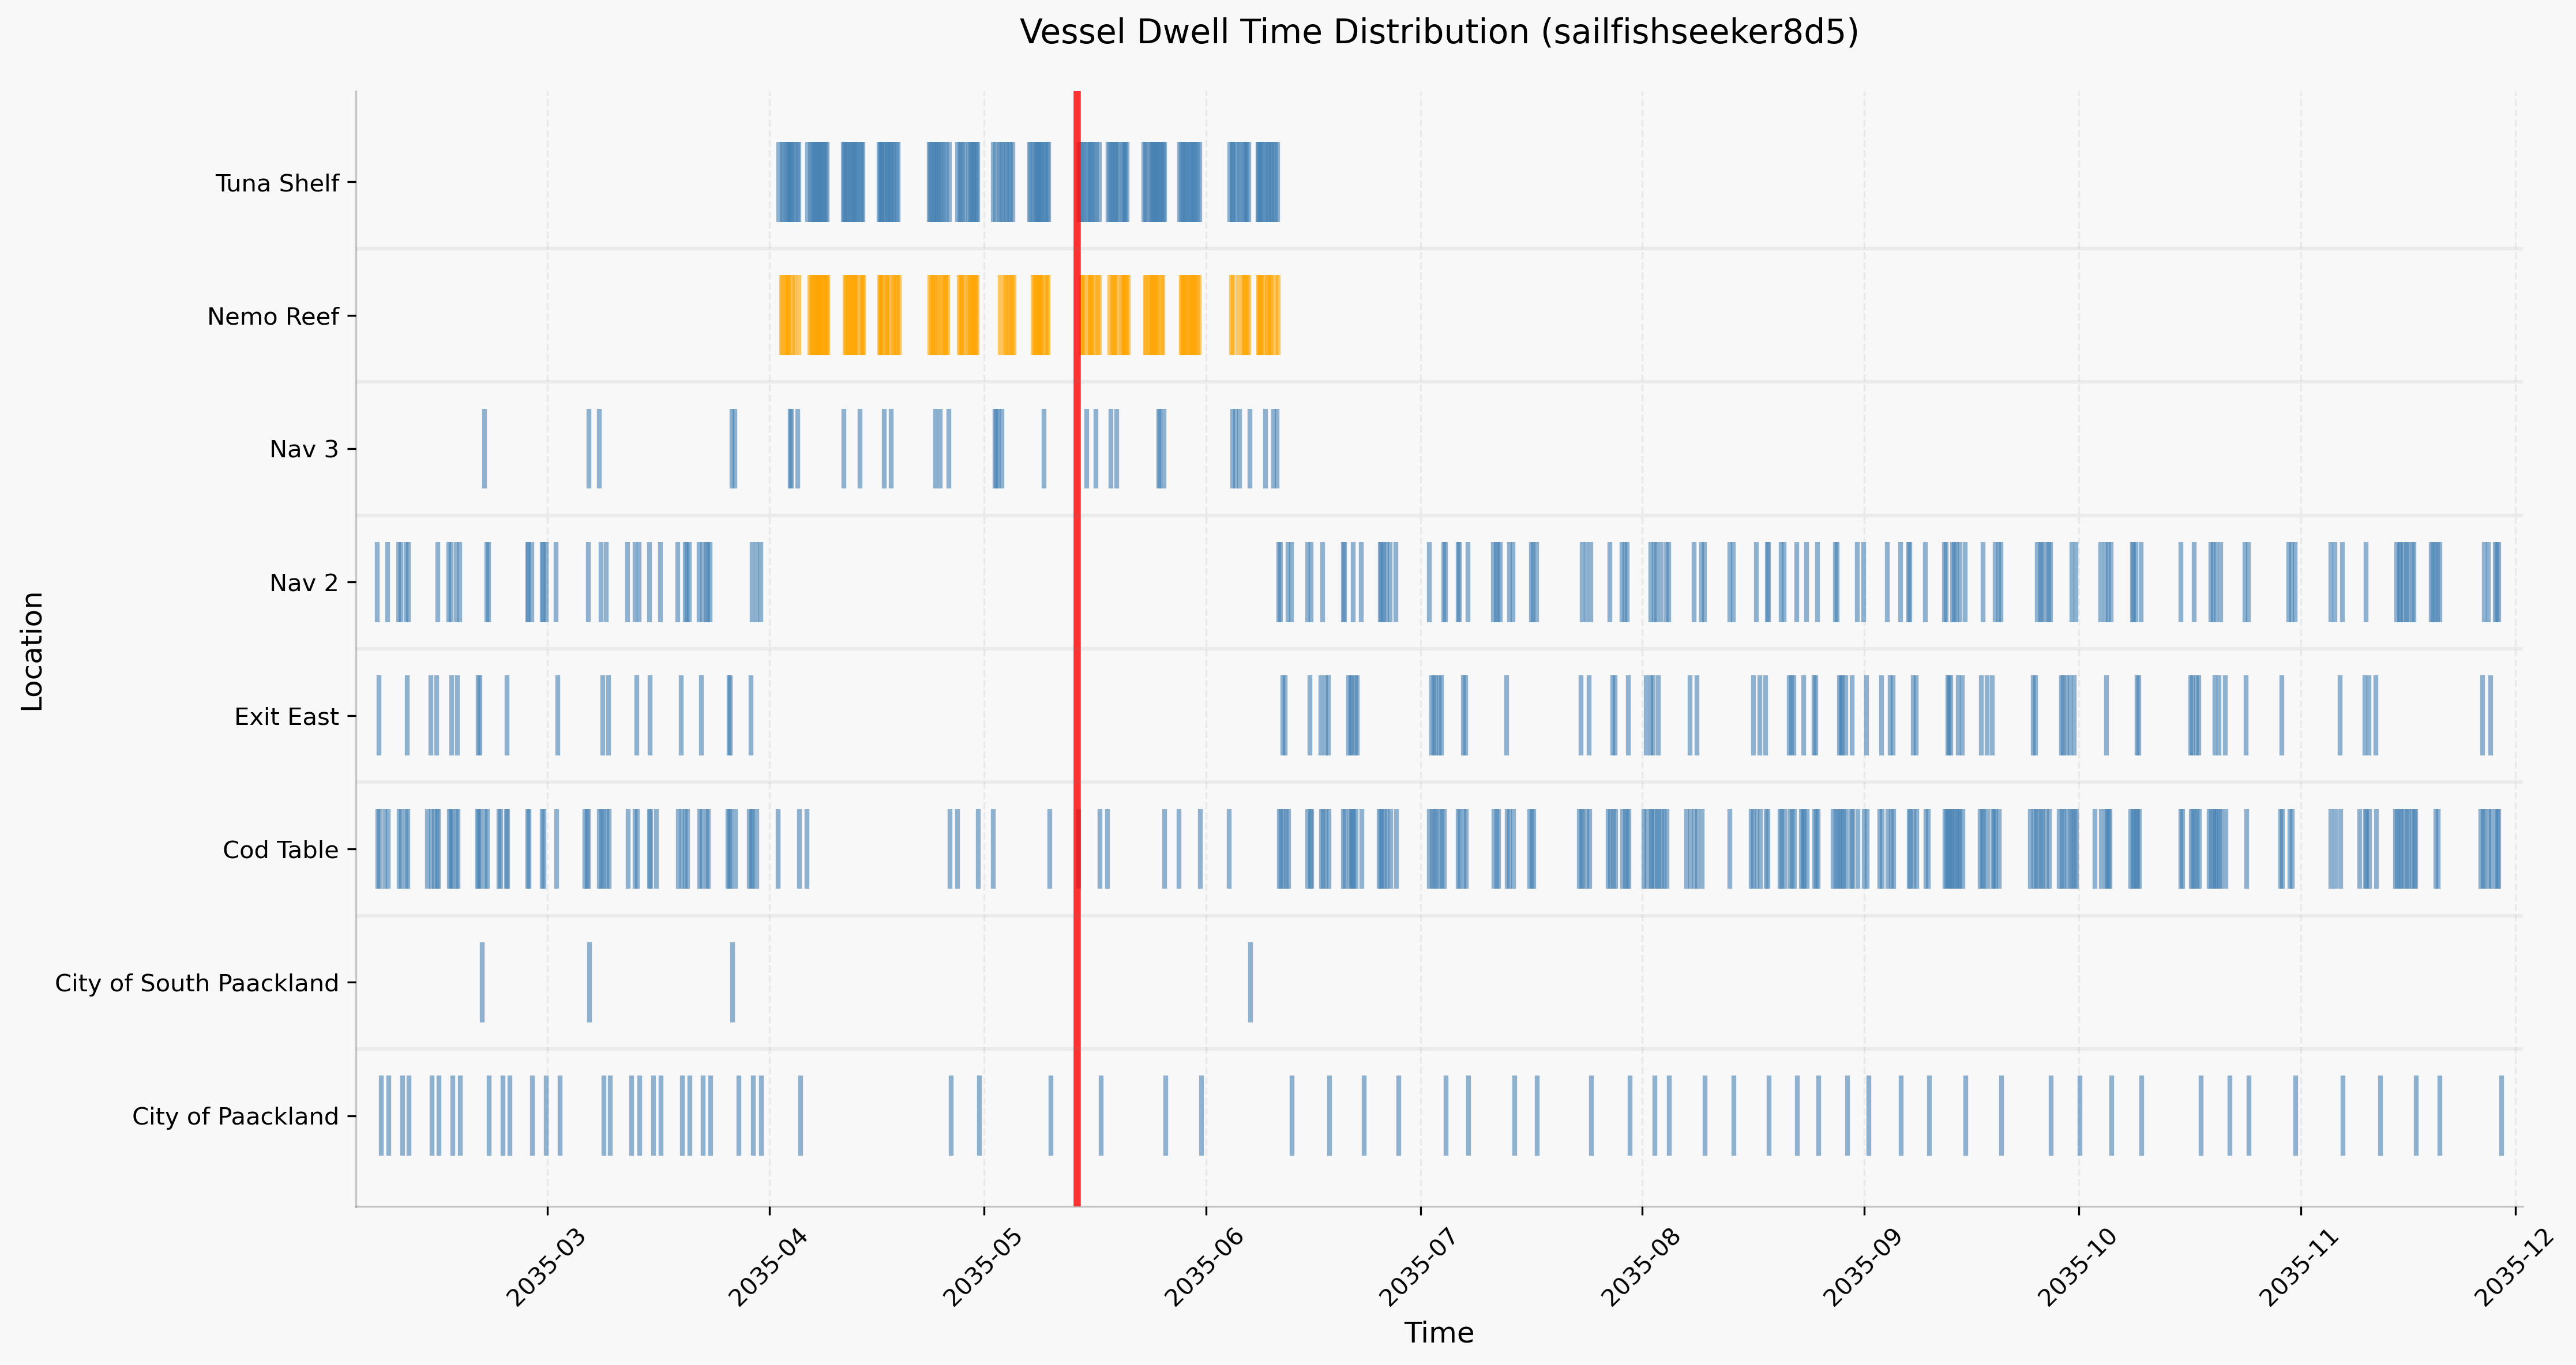 Vessel Dwell Time Distribution (sailfishseeker8d5)
Location
Tuna Shelf
Nemo Reef
Nav 3
Nav 2
Exit East
Cod Table
City of South Paackland
City of Paackland
2035-03
2035-04
2035-05
2035-06
2035-07
2035-08
2035-09
2035-10
2035-11
2035-12
Time